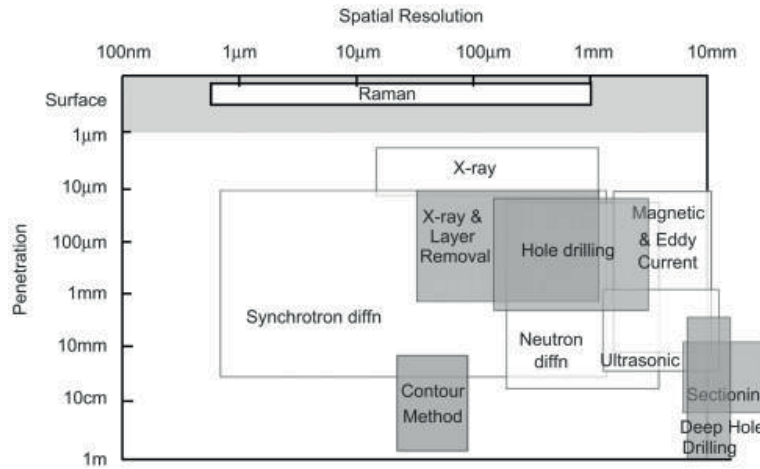 Spatial Resolution
100nm 1μm 10μm 100μm 1mm 10mm
Surface
Raman
1μm
X-ray
10μm
X-ray &
Layer
Removal
Hole drilling
Magnetic
& Eddy
Current
100μm
Penetration
1mm
Synchrotron diffn
Neutron
diffn
Ultrasonic
10mm
Contour
Method
Sectionin
10cm
Deep Hole
Drilling
1m